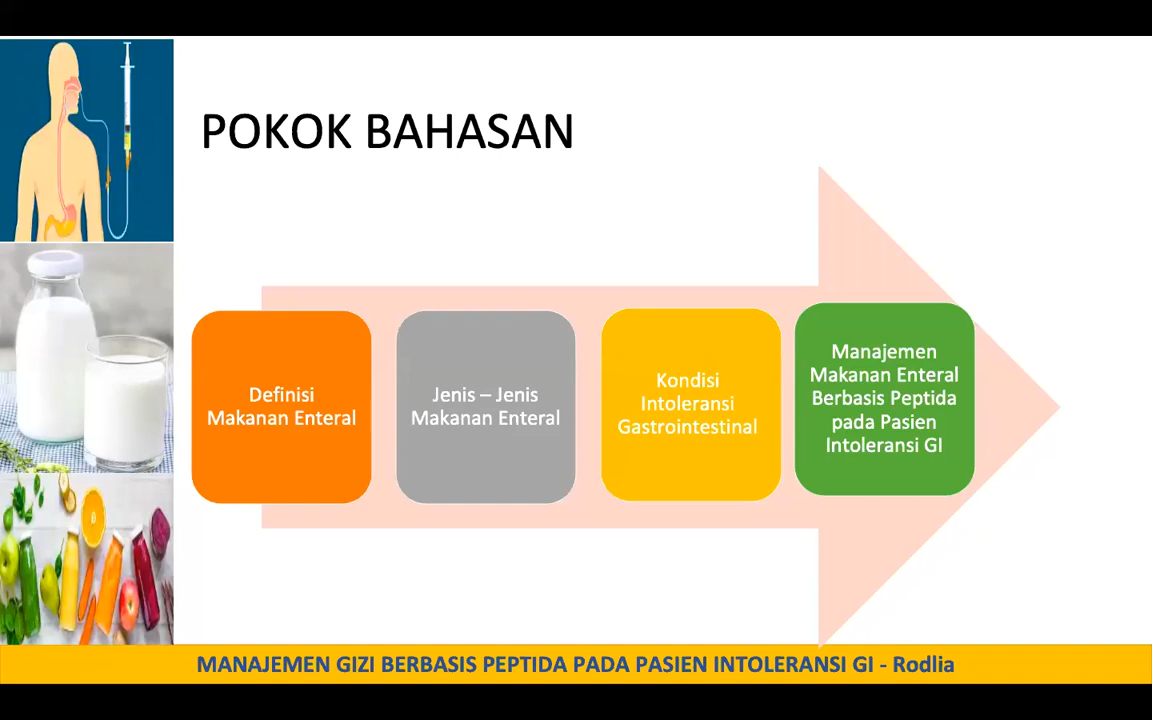 POKOK BAHASAN
Definisi
Makanan Enteral
Jenis – Jenis
Makanan Enteral
Kondisi
Intoleransi
Gastrointestinal
Manajemen
Makanan Enteral
Berbasis Peptida
pada Pasien
Intoleransi GI
MANAJEMEN GIZI BERBASIS PEPTIDA PADA PASIEN INTOLERANSI GI - Rodlia